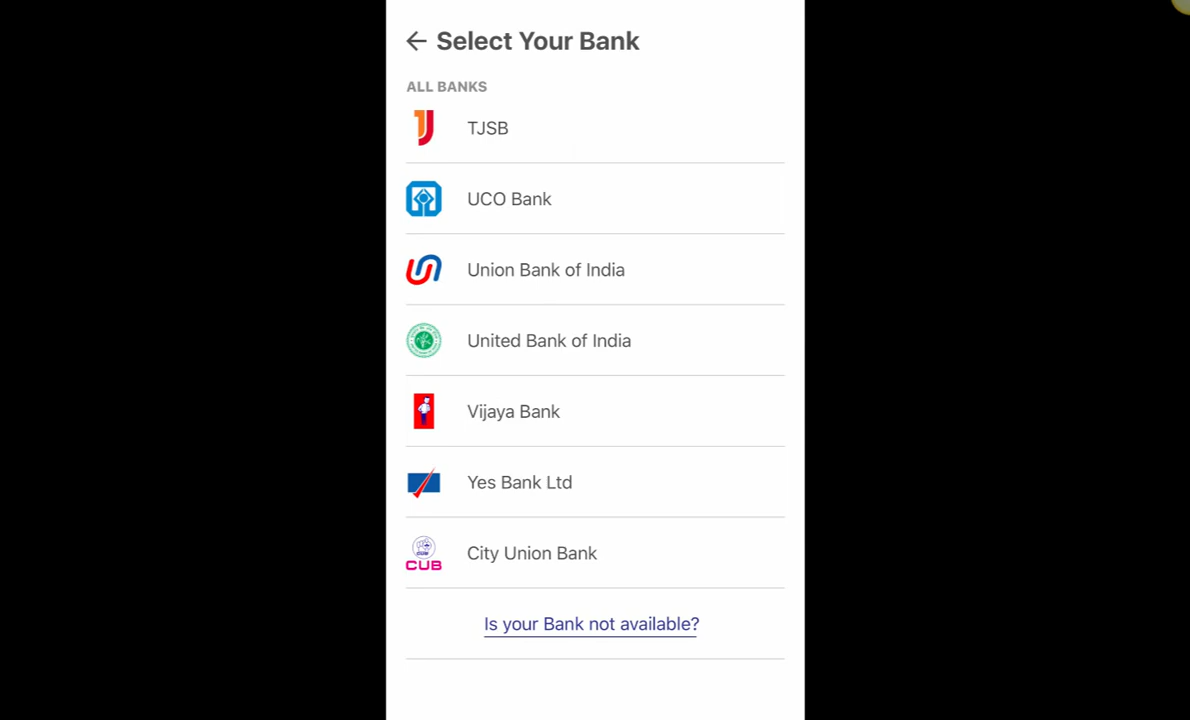 ← Select Your Bank
ALL BANKS
TJSB
UCO Bank
Union Bank of India
United Bank of India
Vijaya Bank
Yes Bank Ltd
City Union Bank
CUB
Is your Bank not available?